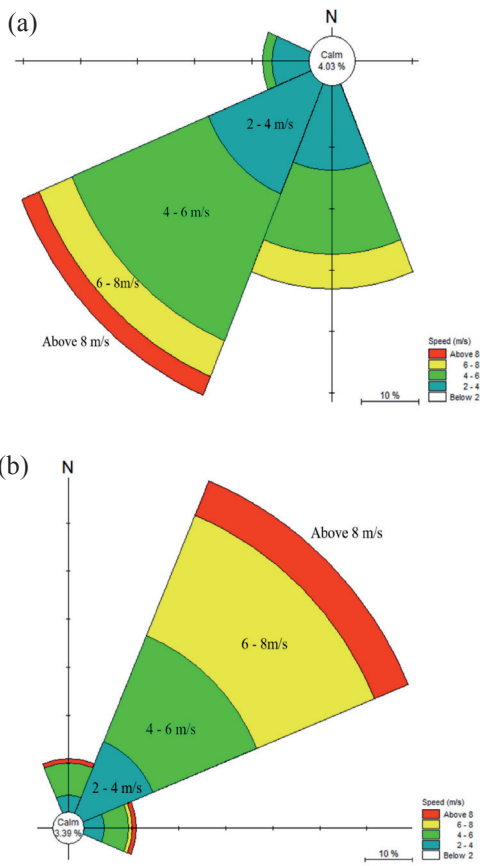 (a)
N
Calm
4.03 %
2 - 4 m/s
4 - 6 m/s
6 - 8m/s
Above 8 m/s
Speed (m/s)
Above 8
6 - 8
4 - 6
2 - 4
Below 2
10 %
(b)
N
Above 8 m/s
6 - 8m/s
4 - 6 m/s
2 - 4 m/s
Calm
3.39 %
Speed (m/s)
Above 8
6 - 8
4 - 6
2 - 4
Below 2
10 %